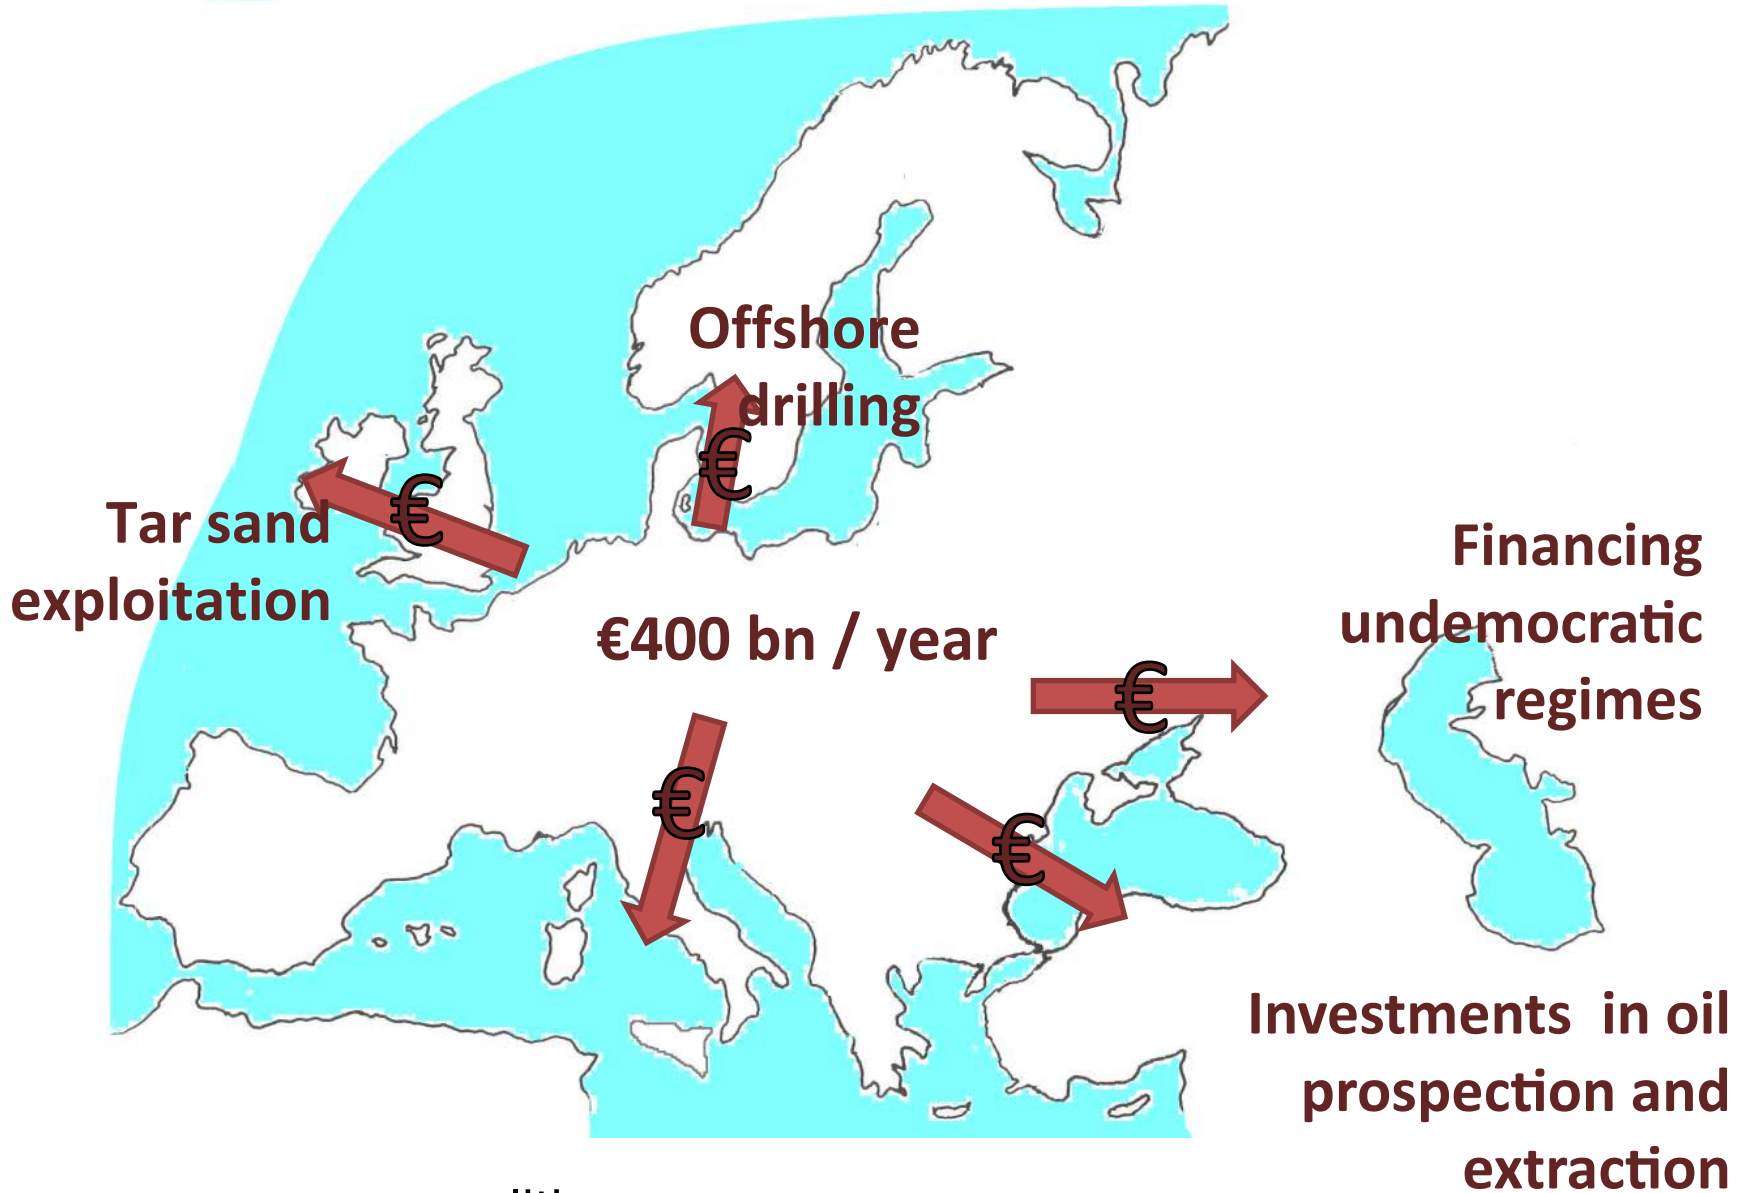 Offshore
drilling
€
€
Tar sand
exploitation
Financing
undemocratic
regimes
€400 bn / year
€
€
€
Investments in oil
prospection and
extraction